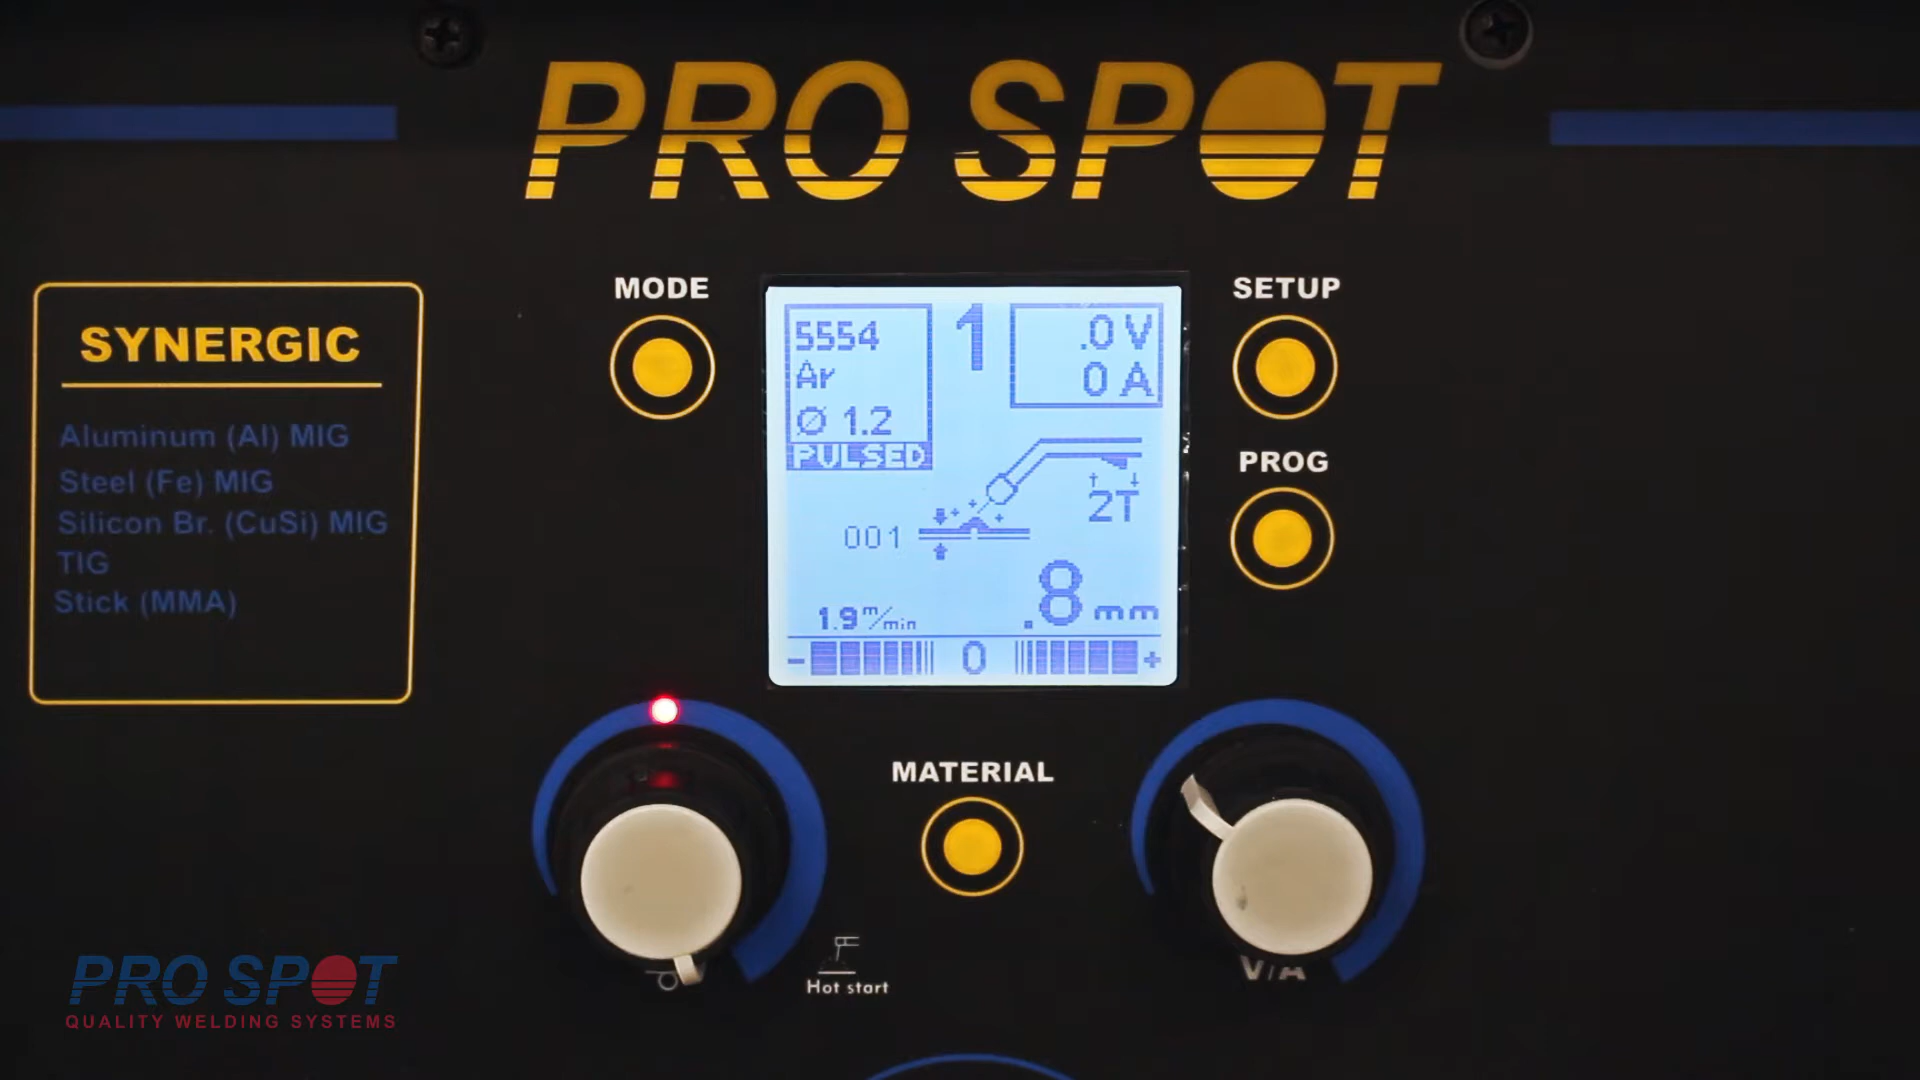 PRO SPOT
MODE
SETUP
PROG
SYNERGIC
Aluminum (Al) MIG
Steel (Fe) MIG
Silicon Br. (CuSi) MIG
TIG
Stick (MMA)
5554
Ar
Ø 1.2
PULSED
1
.0 V
0 A
2T
001
1.9 m/min
.8 mm
- 0 +
MATERIAL
Hot start
V/A
PRO SPOT
QUALITY WELDING SYSTEMS